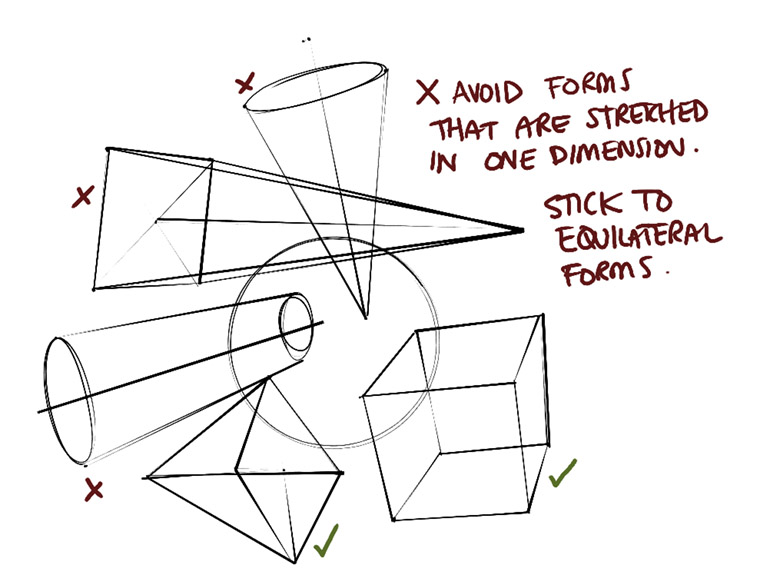 X AVOID FORMS
THAT ARE STRETCHED
IN ONE DIMENSION.
STICK TO
EQUILATERAL
FORMS.